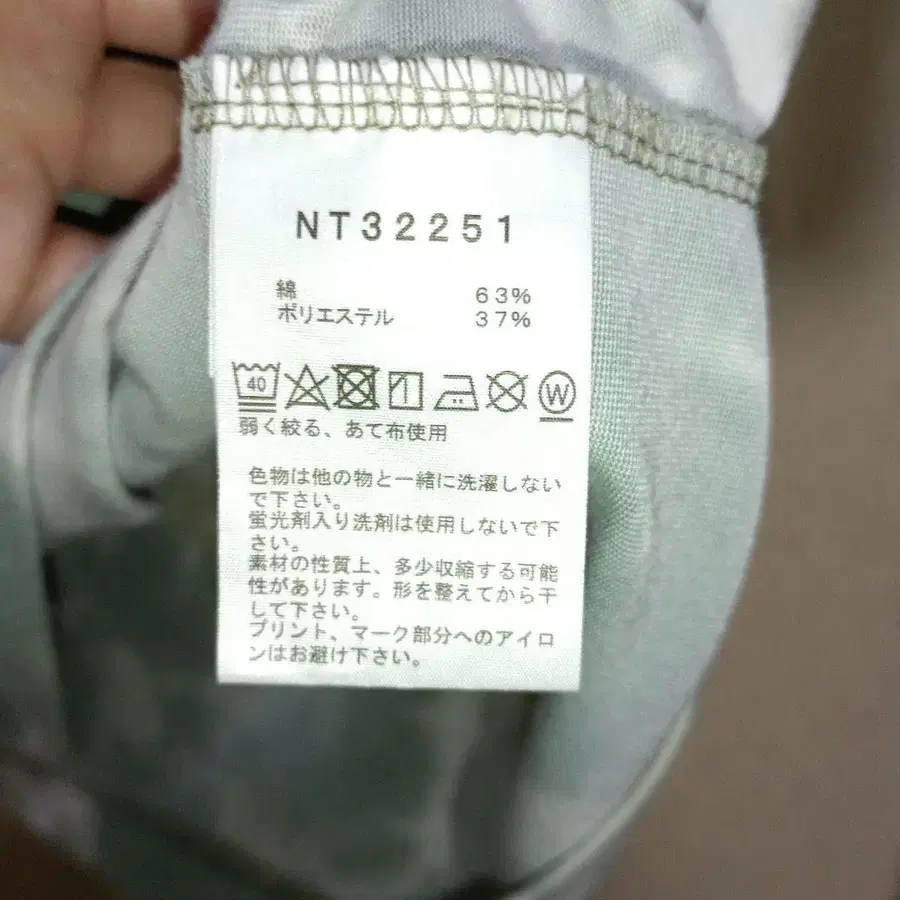 NT32251
綿 63%
ポリエステル 37%
40
W
弱く絞る、あて布使用
色物は他の物と一緒に洗濯しない
で下さい。
蛍光剤入り洗剤は使用しないで下
さい。
素材の性質上、多少収縮する可能
性があります。形を整えてから干
して下さい。
プリント、マーク部分へのアイロ
ンはお避け下さい。